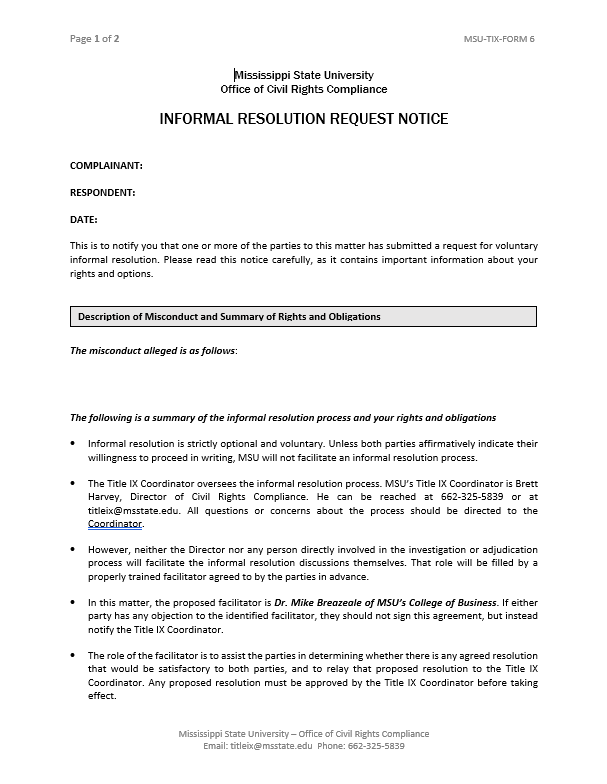 Page 1 of 2
MSU-TIX-FORM 6
Mississippi State University
Office of Civil Rights Compliance
INFORMAL RESOLUTION REQUEST NOTICE
COMPLAINANT:
RESPONDENT:
DATE:
This is to notify you that one or more of the parties to this matter has submitted a request for voluntary
informal resolution. Please read this notice carefully, as it contains important information about your
rights and options.
Description of Misconduct and Summary of Rights and Obligations
The misconduct alleged is as follows:
The following is a summary of the informal resolution process and your rights and obligations
• Informal resolution is strictly optional and voluntary. Unless both parties affirmatively indicate their
willingness to proceed in writing, MSU will not facilitate an informal resolution process.
• The Title IX Coordinator oversees the informal resolution process. MSU's Title IX Coordinator is Brett
Harvey, Director of Civil Rights Compliance. He can be reached at 662-325-5839 or at
titleix@msstate.edu. All questions or concerns about the process should be directed to the
Coordinator.
• However, neither the Director nor any person directly involved in the investigation or adjudication
process will facilitate the informal resolution discussions themselves. That role will be filled by a
properly trained facilitator agreed to by the parties in advance.
• In this matter, the proposed facilitator is Dr. Mike Breazeale of MSU's College of Business. If either
party has any objection to the identified facilitator, they should not sign this agreement, but instead
notify the Title IX Coordinator.
• The role of the facilitator is to assist the parties in determining whether there is any agreed resolution
that would be satisfactory to both parties, and to relay that proposed resolution to the Title IX
Coordinator. Any proposed resolution must be approved by the Title IX Coordinator before taking
effect.
Mississippi State University – Office of Civil Rights Compliance
Email: titleix@msstate.edu Phone: 662-325-5839